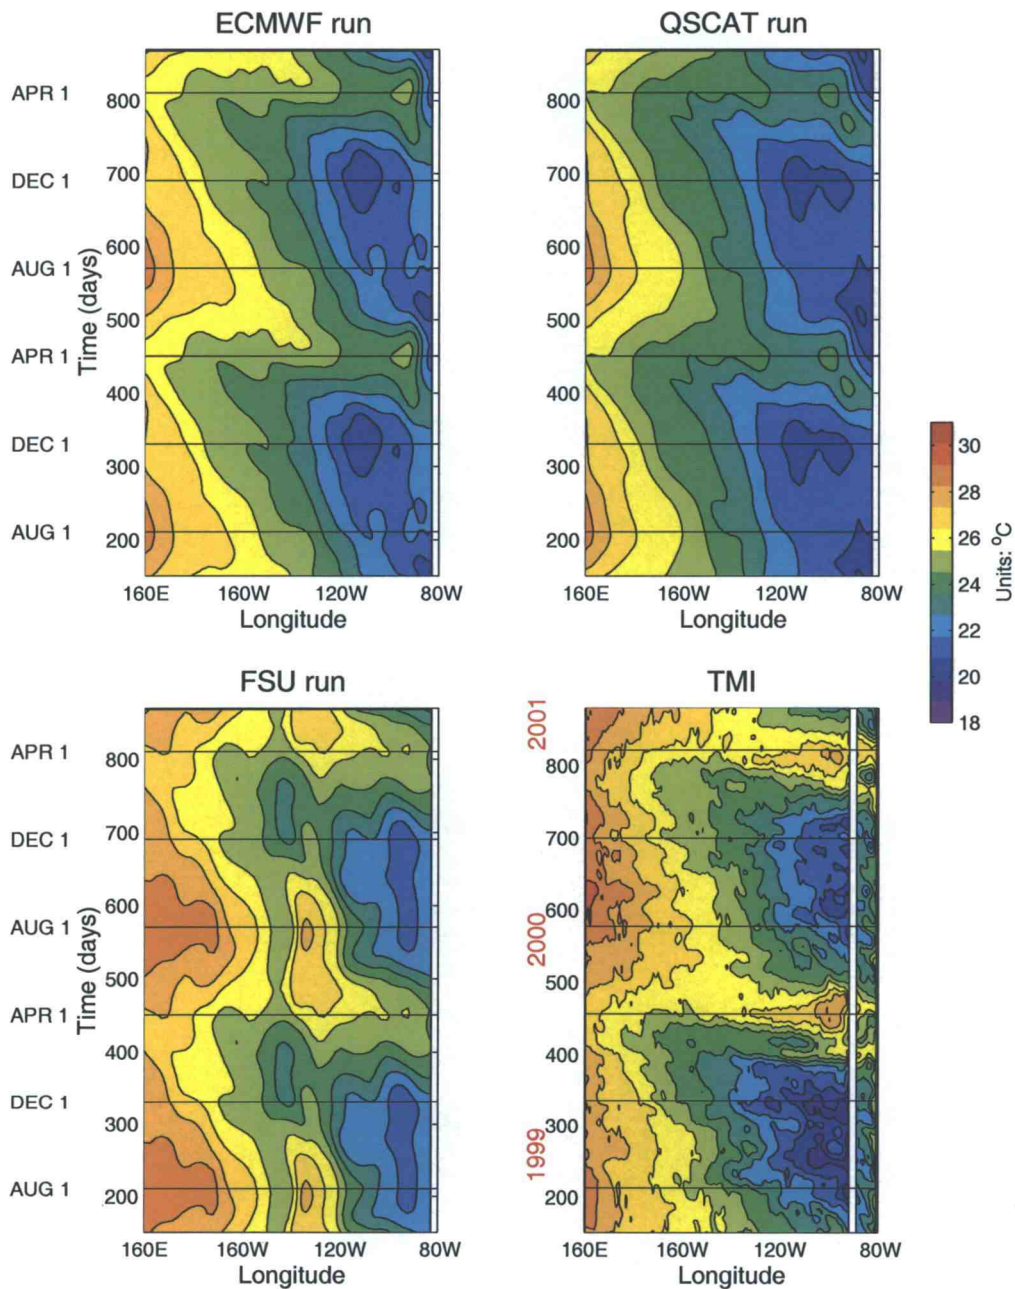 ECMWF run
QSCAT run
APR 1
DEC 1
AUG 1
APR 1
DEC 1
AUG 1
Time (days)
800
700
600
500
400
300
200
800
700
600
500
400
300
200
160E 160W 120W 80W
Longitude
160E 160W 120W 80W
Longitude
30
28
26
24
22
20
18
Units: °C
FSU run
TMI
APR 1
DEC 1
AUG 1
APR 1
DEC 1
AUG 1
Time (days)
800
700
600
500
400
300
200
2001
2000
1999
800
700
600
500
400
300
200
160E 160W 120W 80W
Longitude
160E 160W 120W 80W
Longitude